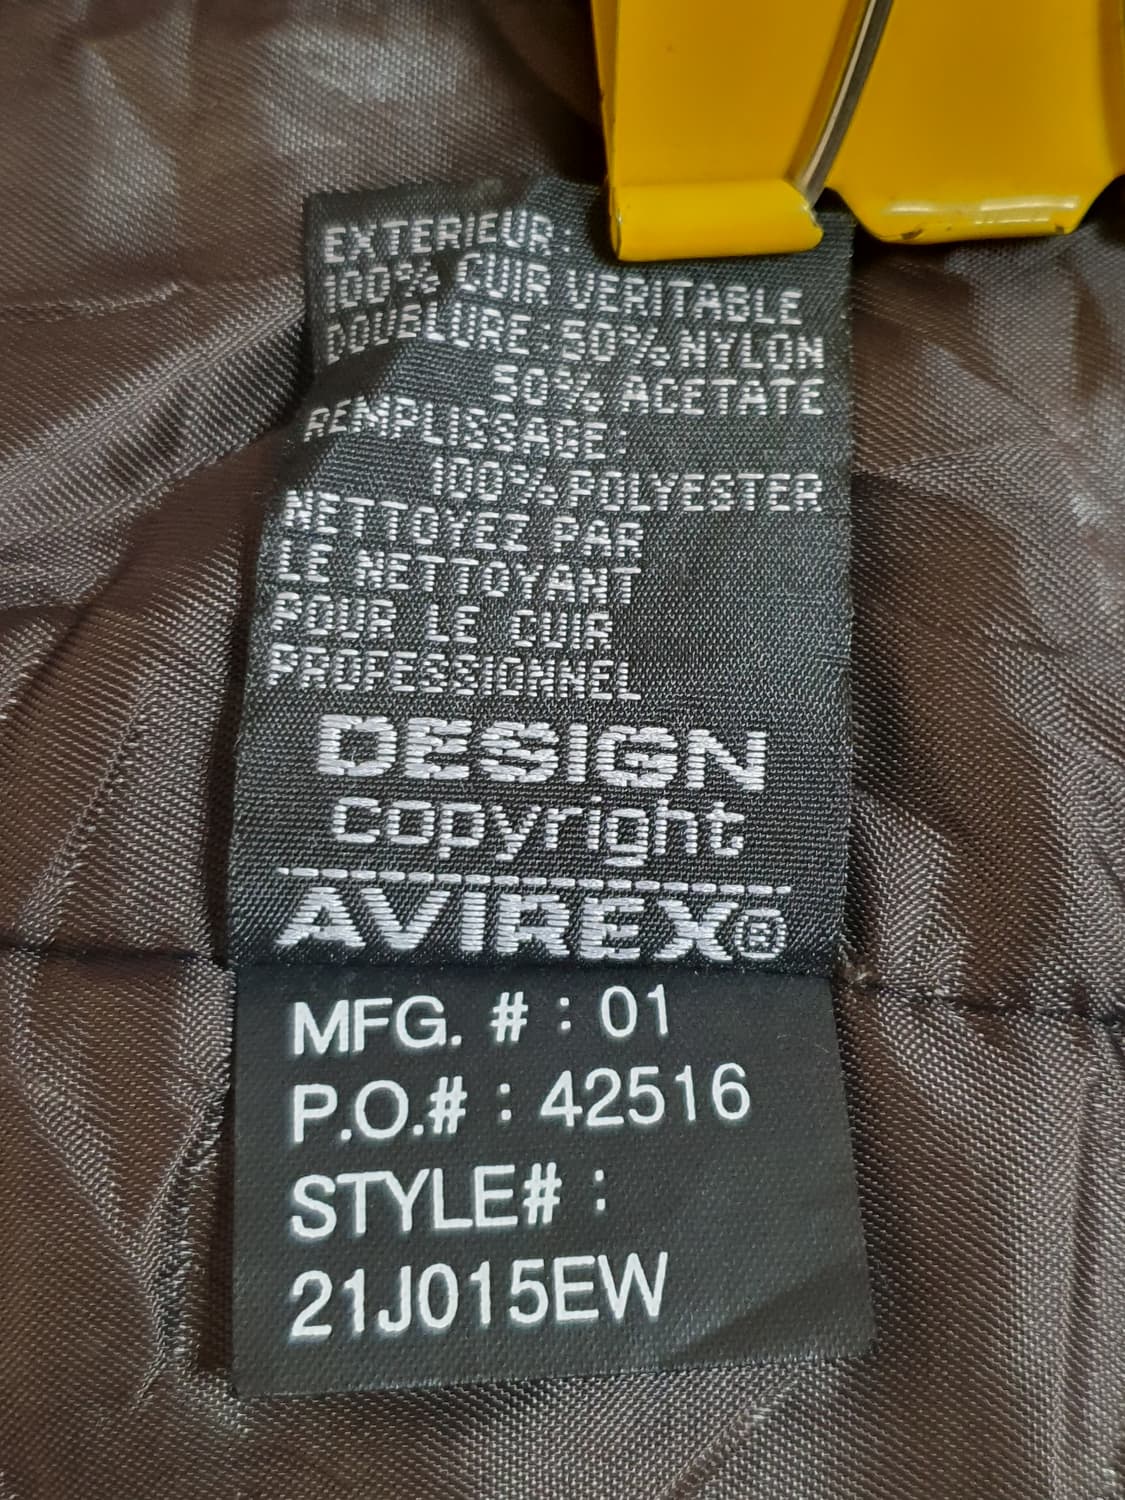 EXTERIEUR:
100% CUIR VERITABLE
DOUBLURE: 50% NYLON
50% ACETATE
REMPLISSAGE:
100% POLYESTER
NETTOYEZ PAR
LE NETTOYANT
POUR LE CUIR
PROFESSIONNEL
DESIGN
copyright
AVIREX®
MFG. # : 01
P.O.# : 42516
STYLE# :
21J015EW